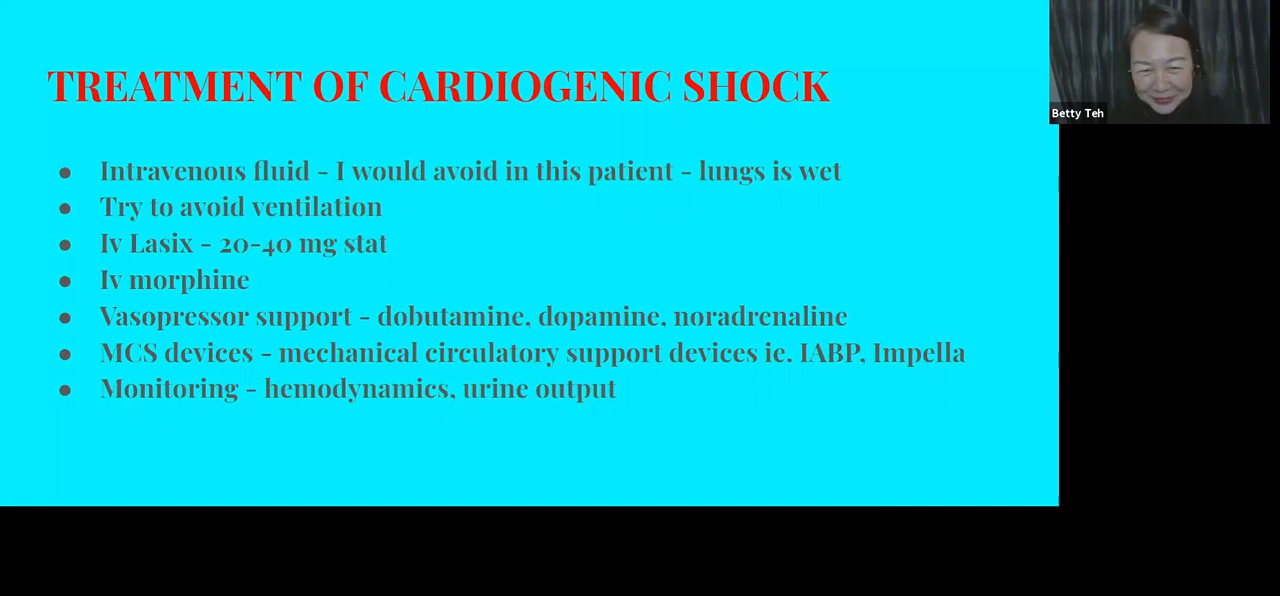 TREATMENT OF CARDIOGENIC SHOCK
Betty Teh
● Intravenous fluid - I would avoid in this patient - lungs is wet
● Try to avoid ventilation
● Iv Lasix - 20-40 mg stat
● Iv morphine
● Vasopressor support - dobutamine, dopamine, noradrenaline
● MCS devices - mechanical circulatory support devices ie. IABP, Impella
● Monitoring - hemodynamics, urine output